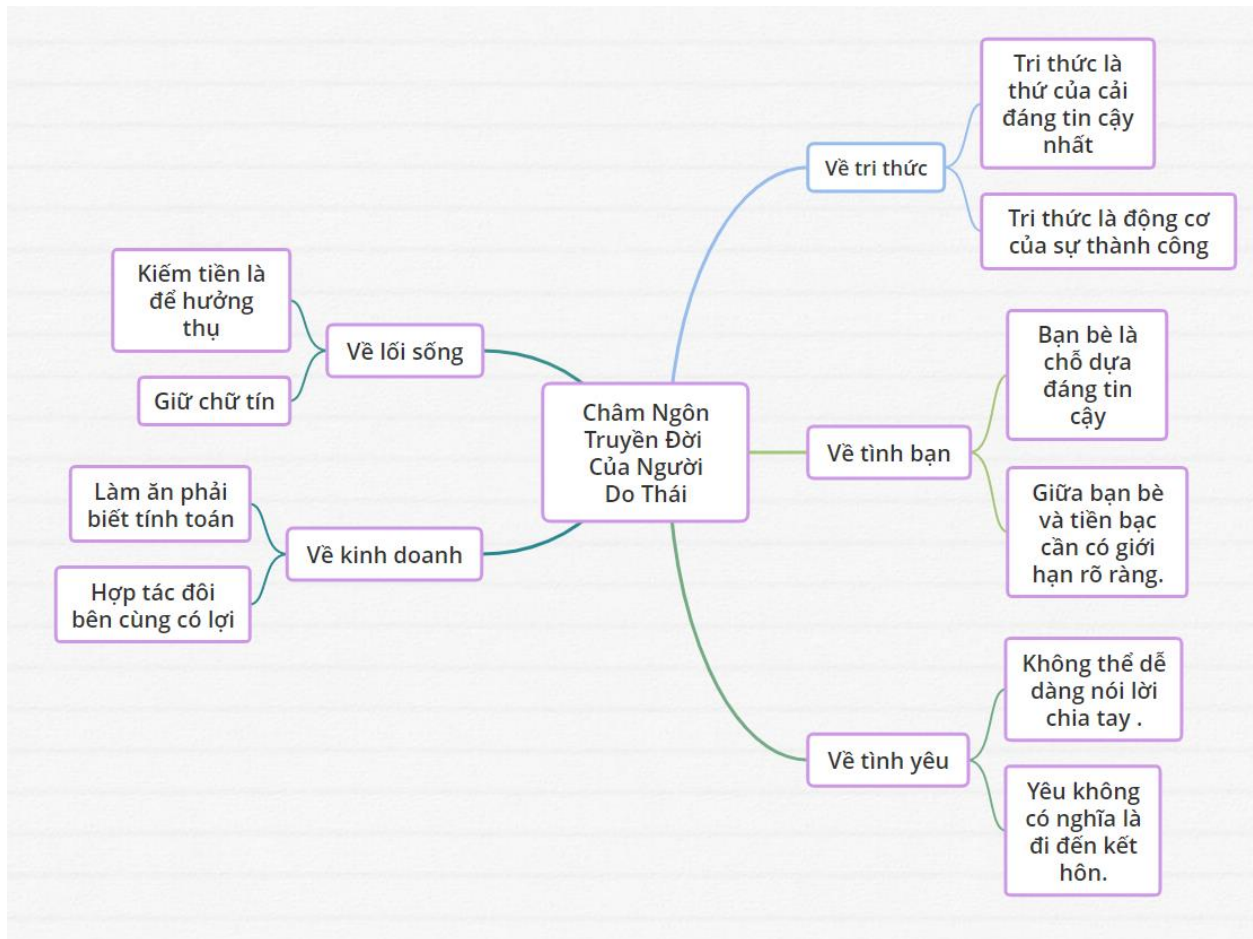 Châm Ngôn
Truyền Đời
Của Người
Do Thái
Về tri thức
Tri thức là
thứ của cải
đáng tin cậy
nhất
Tri thức là động cơ
của sự thành công
Về tình bạn
Bạn bè là
chỗ dựa
đáng tin
cậy
Giữa bạn bè
và tiền bạc
cần có giới
hạn rõ ràng.
Về tình yêu
Không thể dễ
dàng nói lời
chia tay .
Yêu không
có nghĩa là
đi đến kết
hôn.
Về lối sống
Kiếm tiền là
để hưởng
thụ
Giữ chữ tín
Về kinh doanh
Làm ăn phải
biết tính toán
Hợp tác đôi
bên cùng có lợi